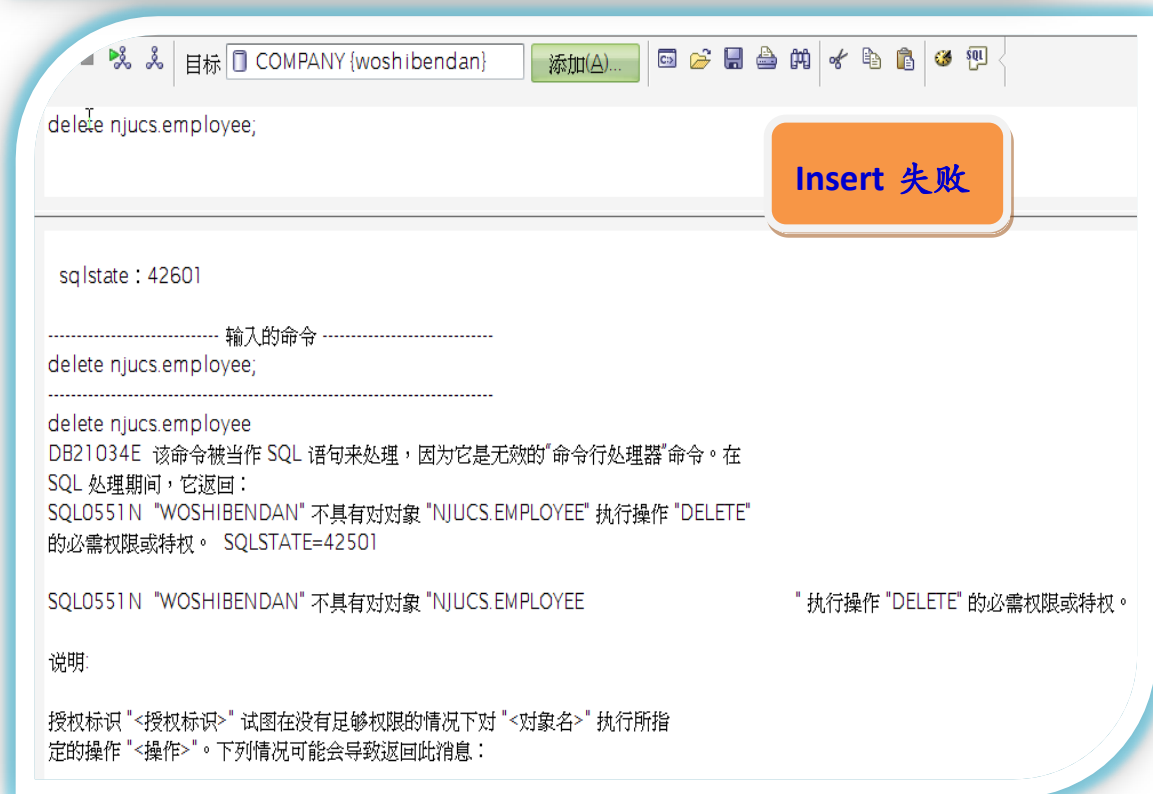 目标 COMPANY {woshibendan} 添加(A)... SQL
delete njucs.employee;
Insert 失败
sqlstate：42601
----------------------------- 输入的命令 -----------------------------
delete njucs.employee;
---------------------------------------------------------------------------
delete njucs.employee
DB21034E 该命令被当作 SQL 语句来处理，因为它是无效的“命令行处理器”命令。在
SQL 处理期间，它返回：
SQL0551N "WOSHIBENDAN" 不具有对对象 "NJUCS.EMPLOYEE" 执行操作 "DELETE"
的必需权限或特权。 SQLSTATE=42501
SQL0551N "WOSHIBENDAN" 不具有对对象 "NJUCS.EMPLOYEE " 执行操作 "DELETE" 的必需权限或特权。
说明:
授权标识 "<授权标识>" 试图在没有足够权限的情况下对 "<对象名>" 执行所指
定的操作 "<操作>"。下列情况可能会导致返回此消息：